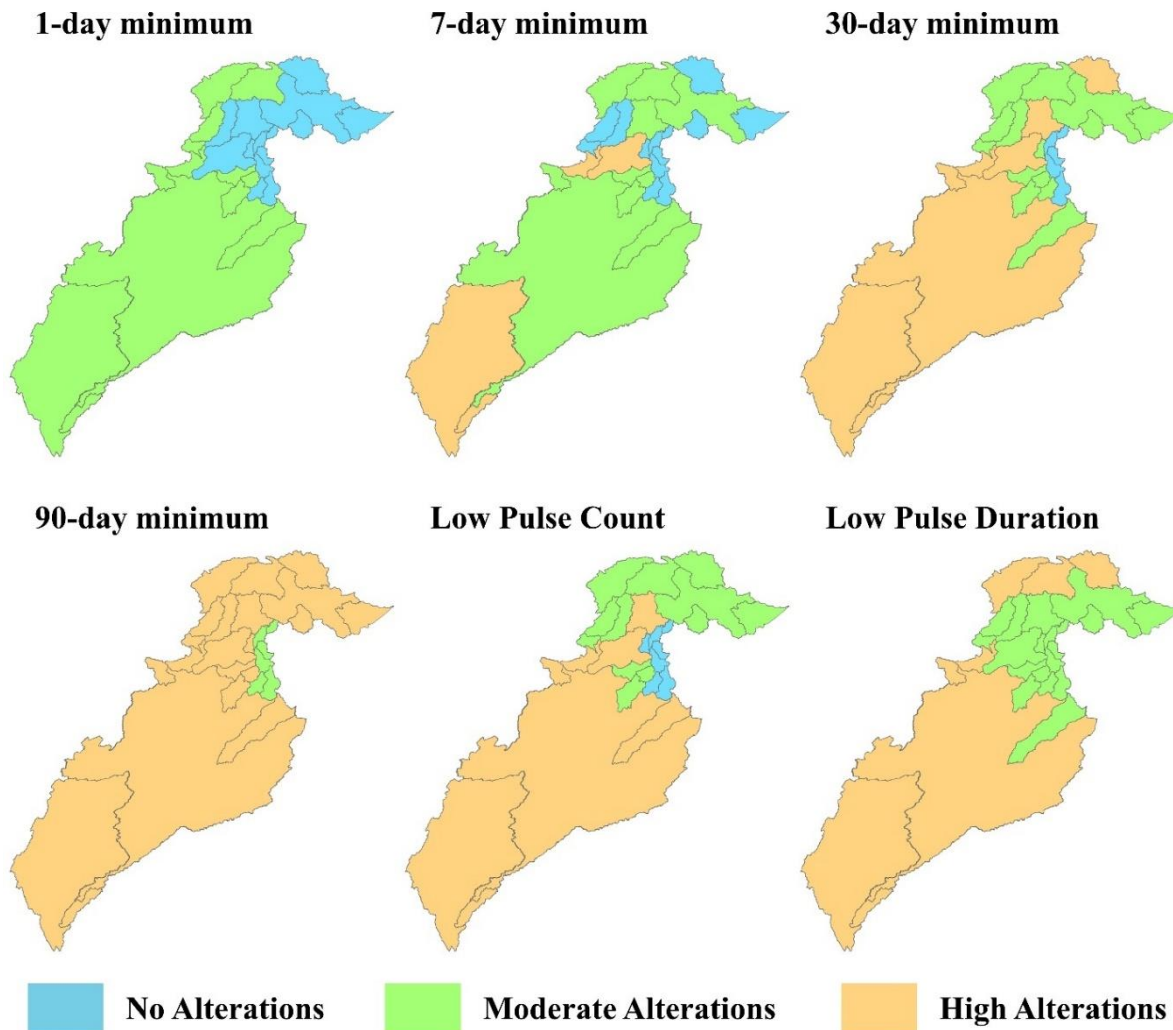 1-day minimum
7-day minimum
30-day minimum
90-day minimum
Low Pulse Count
Low Pulse Duration
No Alterations
Moderate Alterations
High Alterations